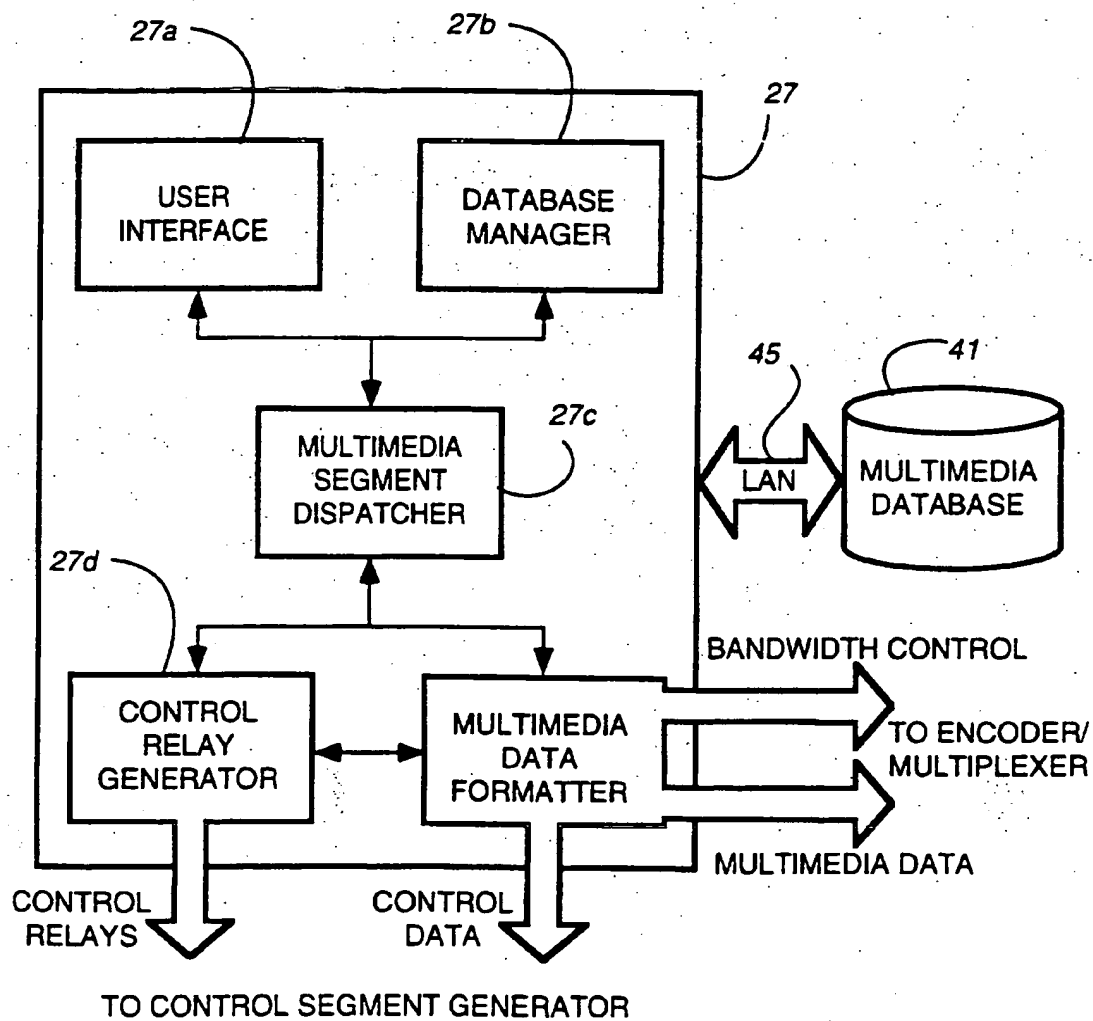 27a
27b
27
USER
INTERFACE
DATABASE
MANAGER
45
41
27c
MULTIMEDIA
SEGMENT
DISPATCHER
LAN
MULTIMEDIA
DATABASE
27d
BANDWIDTH CONTROL
CONTROL
RELAY
GENERATOR
MULTIMEDIA
DATA
FORMATTER
TO ENCODER/
MULTIPLEXER
MULTIMEDIA DATA
CONTROL
RELAYS
CONTROL
DATA
TO CONTROL SEGMENT GENERATOR